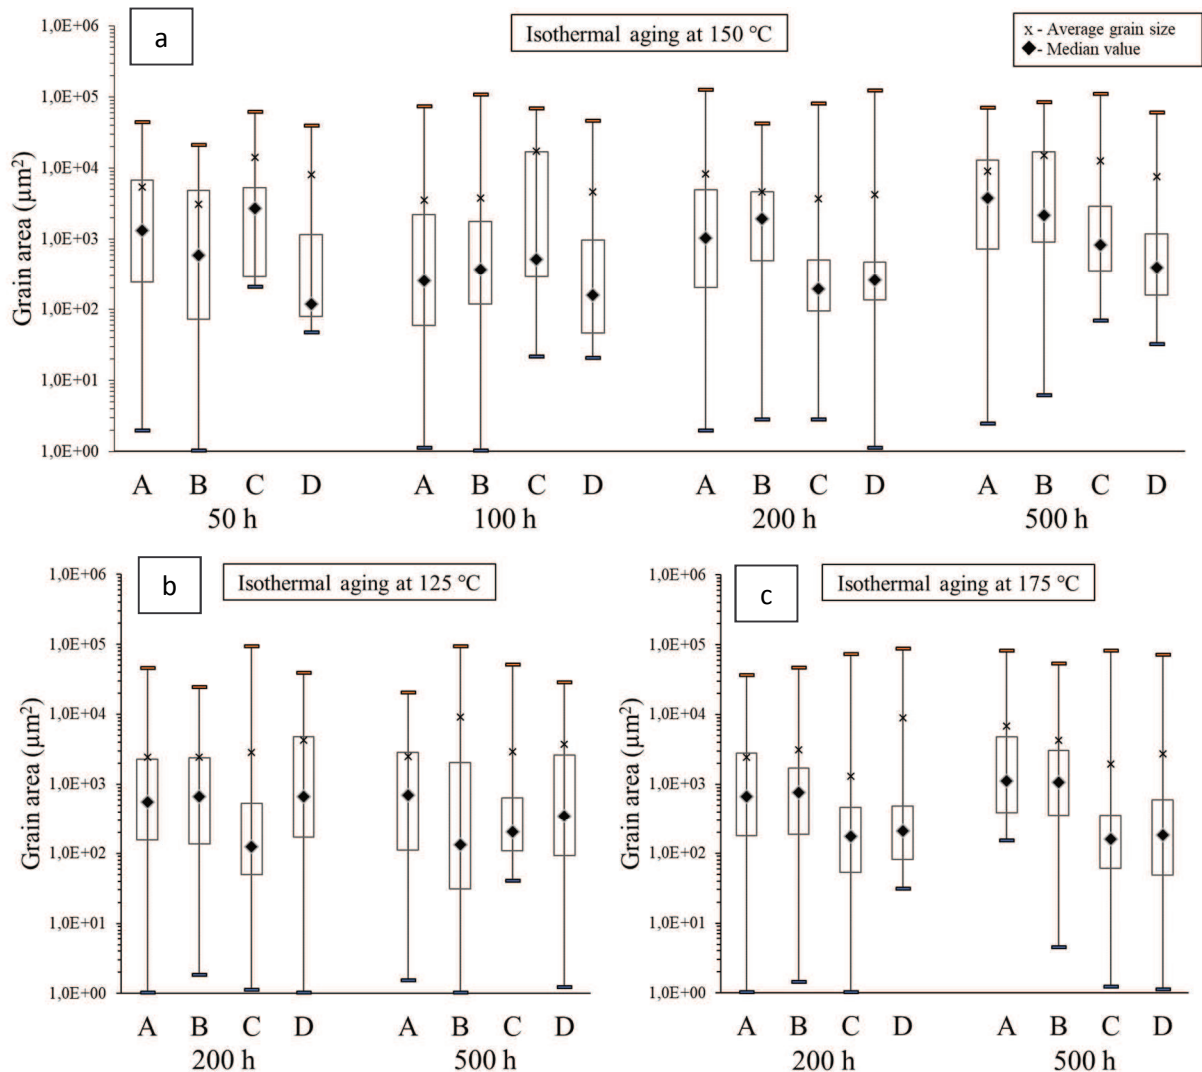 a
Isothermal aging at 150 °C
x - Average grain size
◆ - Median value
Grain area (µm²)
1,0E+06
1,0E+05
1,0E+04
1,0E+03
1,0E+02
1,0E+01
1,0E+00
A B C D A B C D A B C D A B C D
50 h 100 h 200 h 500 h
b
Isothermal aging at 125 °C
Grain area (µm²)
1,0E+06
1,0E+05
1,0E+04
1,0E+03
1,0E+02
1,0E+01
1,0E+00
A B C D A B C D
200 h 500 h
c
Isothermal aging at 175 °C
Grain area (µm²)
1,0E+06
1,0E+05
1,0E+04
1,0E+03
1,0E+02
1,0E+01
1,0E+00
A B C D A B C D
200 h 500 h